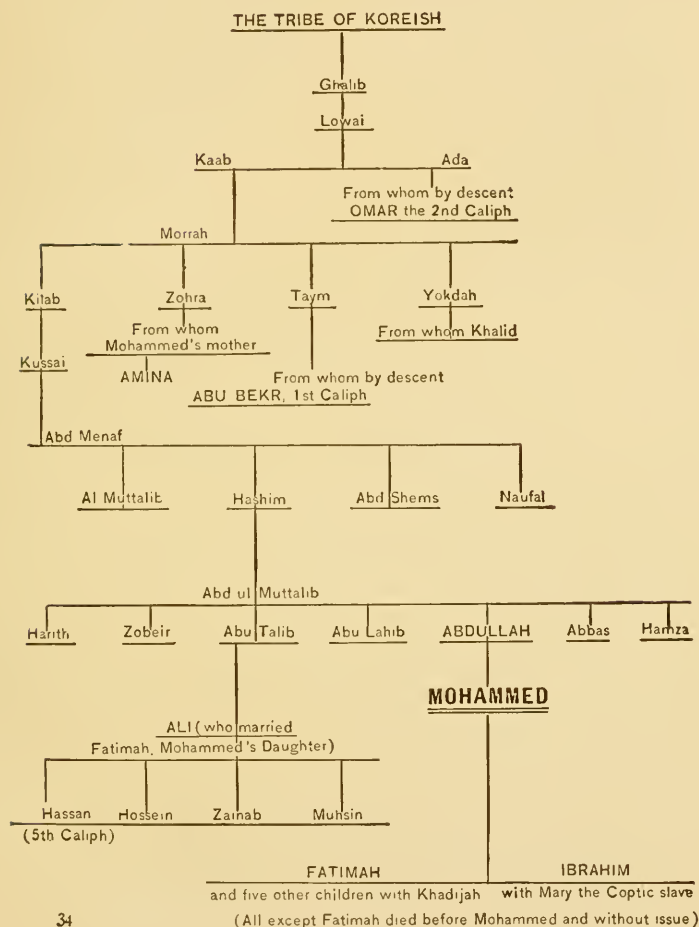 THE TRIBE OF KOREISH
Ghalib
Lowai
Kaab
Ada
From whom by descent
OMAR the 2nd Caliph
Morrah
Kilab
Zohra
Taym
Yokdah
From whom
Mohammed's mother
AMINA
From whom Khalid
From whom by descent
ABU BEKR, 1st Caliph
Kussai
Abd Menaf
Al Muttalib
Hashim
Abd Shems
Naufal
Abd ul Muttalib
Harith
Zobeir
Abu Talib
Abu Lahib
ABDULLAH
Abbas
Hamza
MOHAMMED
ALI (who married
Fatimah, Mohammed's Daughter)
Hassan
Hossein
Zainab
Muhsin
(5th Caliph)
FATIMAH
IBRAHIM
and five other children with Khadijah
with Mary the Coptic slave
34
(All except Fatimah died before Mohammed and without issue)